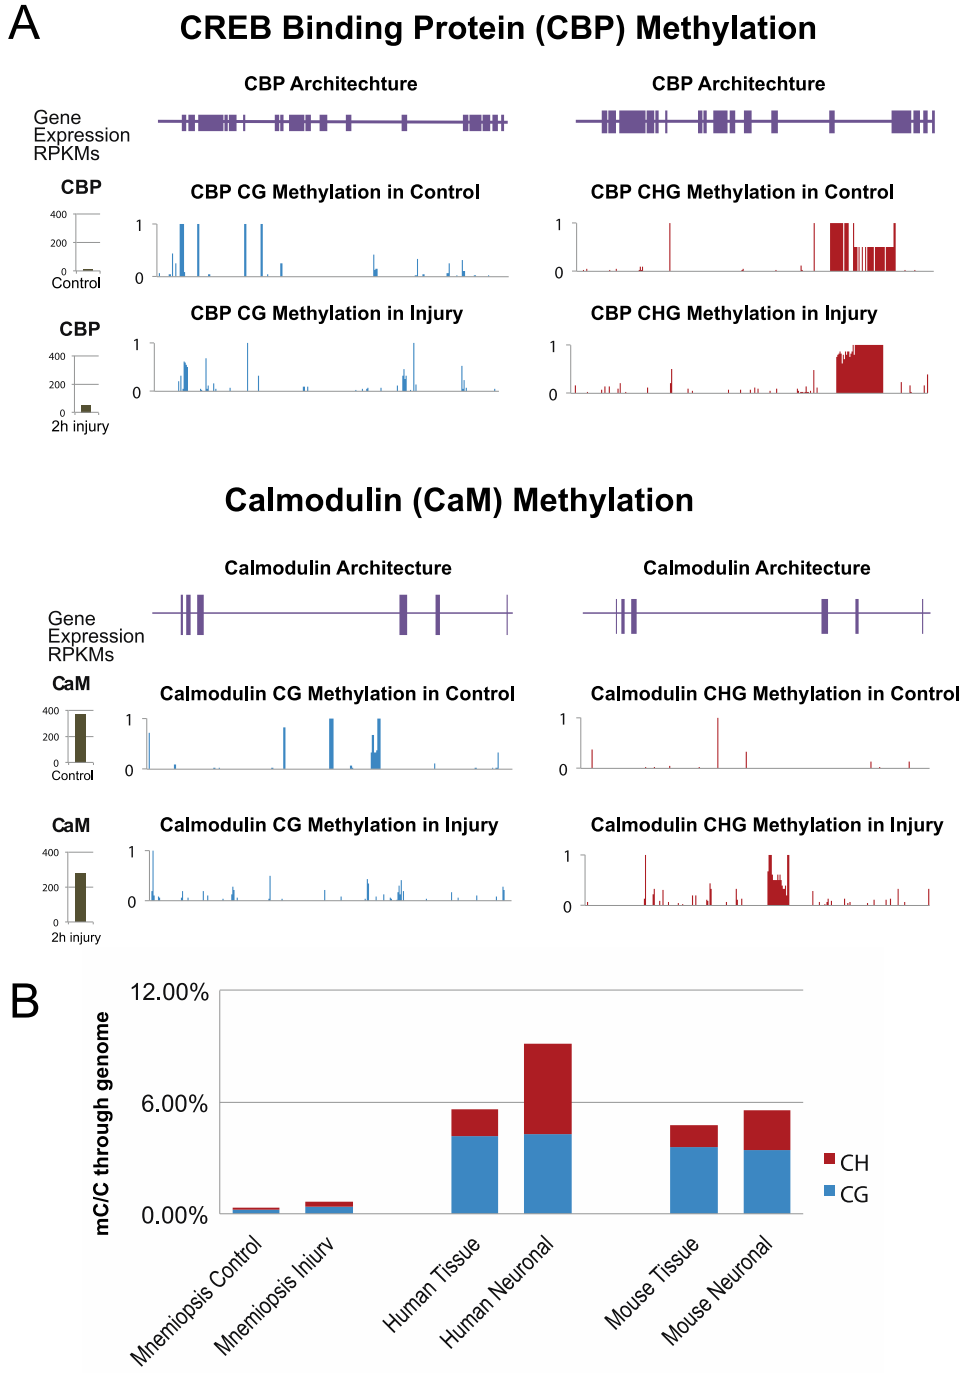 A
CREB Binding Protein (CBP) Methylation
CBP Architechture
CBP Architechture
Gene
Expression
RPKMs
CBP
400
200
0
Control
CBP CG Methylation in Control
1
0
CBP CHG Methylation in Control
1
0
CBP
400
200
0
2h injury
CBP CG Methylation in Injury
1
0
CBP CHG Methylation in Injury
1
0
Calmodulin (CaM) Methylation
Calmodulin Architecture
Calmodulin Architecture
Gene
Expression
RPKMs
CaM
400
200
0
Control
Calmodulin CG Methylation in Control
1
0
Calmodulin CHG Methylation in Control
1
0
CaM
400
200
0
2h injury
Calmodulin CG Methylation in Injury
1
0
Calmodulin CHG Methylation in Injury
1
0
B
mC/C through genome
12.00%
6.00%
0.00%
Mnemiopsis Control
Mnemiopsis Iniurv
Human Tissue
Human Neuronal
Mouse Tissue
Mouse Neuronal
CH
CG